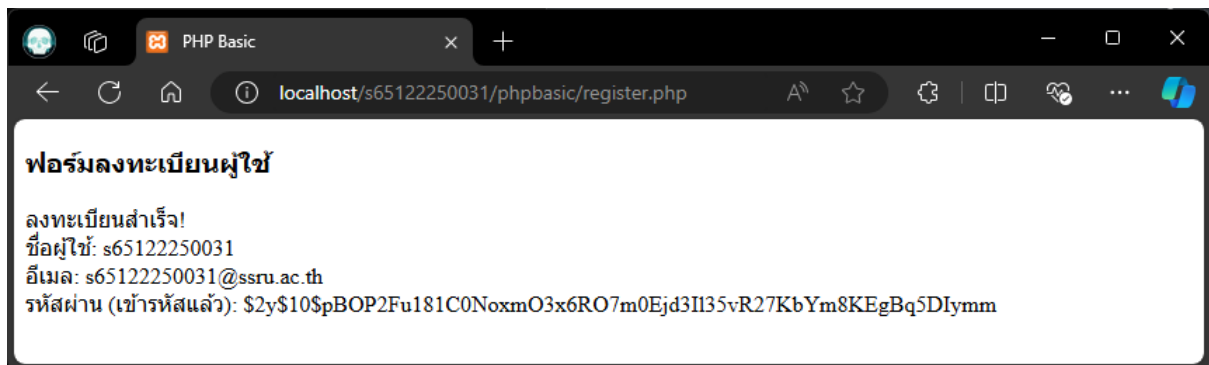 PHP Basic
localhost/s65122250031/phpbasic/register.php
ฟอร์มลงทะเบียนผู้ใช้
ลงทะเบียนสำเร็จ!
ชื่อผู้ใช้: s65122250031
อีเมล: s65122250031@ssru.ac.th
รหัสผ่าน (เข้ารหัสแล้ว): $2y$10$pBOP2Fu181C0NoxmO3x6RO7m0Ejd3Il35vR27KbYm8KEgBq5DIymm